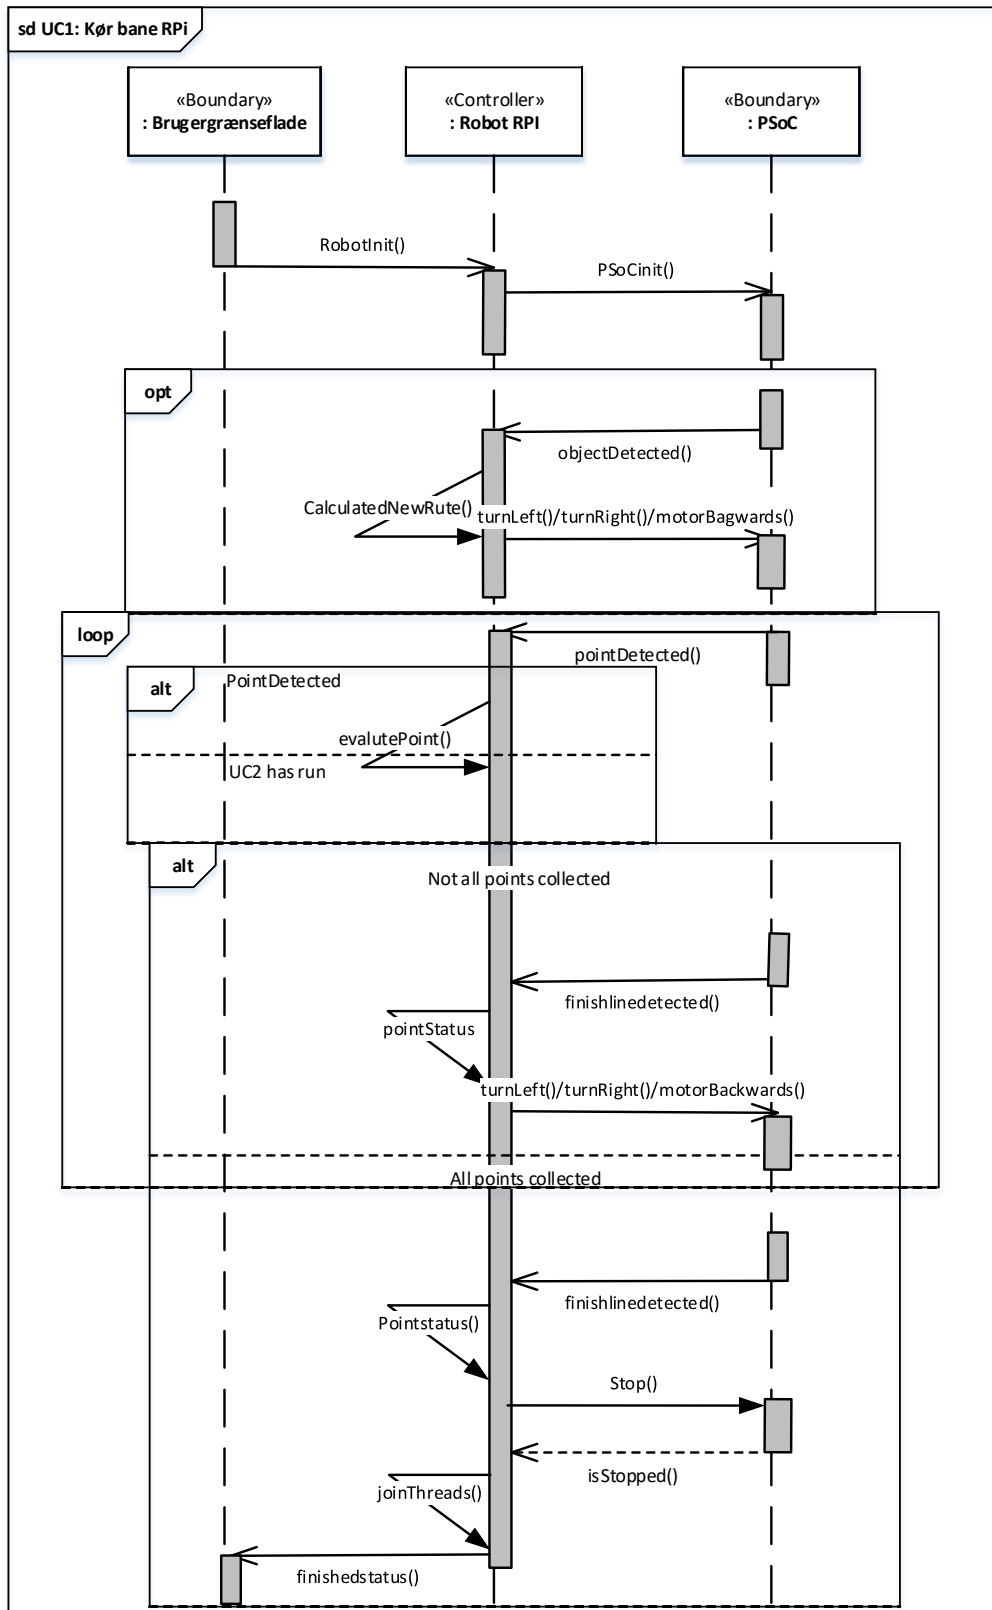 sd UC1: Kør bane RPi
«Boundary»
: Brugergrænseflade
«Controller»
: Robot RPI
«Boundary»
: PSoC
RobotInit()
PSoCinit()
opt
objectDetected()
CalculatedNewRute()
turnLeft()/turnRight()/motorBagwards()
loop
pointDetected()
alt
PointDetected
evalutePoint()
UC2 has run
alt
Not all points collected
finishlinedetected()
pointStatus
turnLeft()/turnRight()/motorBackwards()
All points collected
finishlinedetected()
Pointstatus()
Stop()
isStopped()
joinThreads()
finishedstatus()